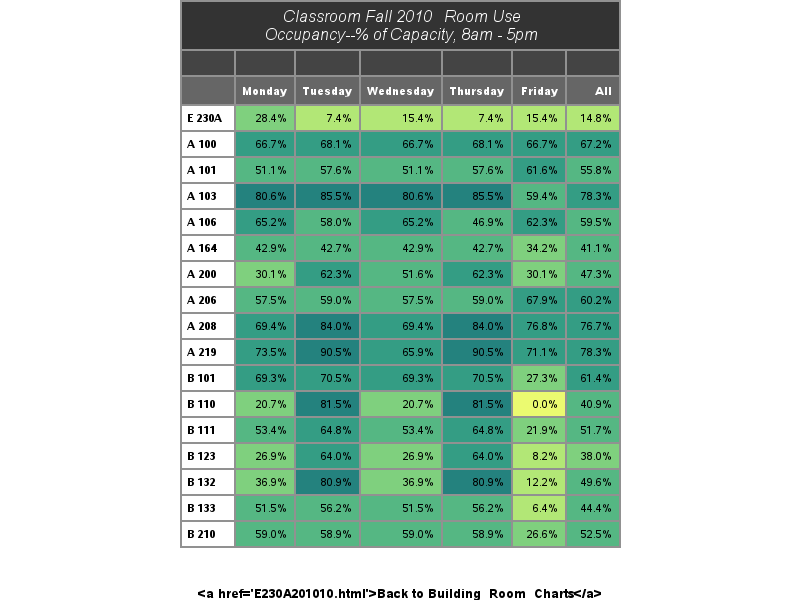 Classroom Fall 2010 Room Use
Occupancy--% of Capacity, 8am - 5pm
Monday Tuesday Wednesday Thursday Friday All
E 230A 28.4% 7.4% 15.4% 7.4% 15.4% 14.8%
A 100 66.7% 68.1% 66.7% 68.1% 66.7% 67.2%
A 101 51.1% 57.6% 51.1% 57.6% 61.6% 55.8%
A 103 80.6% 85.5% 80.6% 85.5% 59.4% 78.3%
A 106 65.2% 58.0% 65.2% 46.9% 62.3% 59.5%
A 164 42.9% 42.7% 42.9% 42.7% 34.2% 41.1%
A 200 30.1% 62.3% 51.6% 62.3% 30.1% 47.3%
A 206 57.5% 59.0% 57.5% 59.0% 67.9% 60.2%
A 208 69.4% 84.0% 69.4% 84.0% 76.8% 76.7%
A 219 73.5% 90.5% 65.9% 90.5% 71.1% 78.3%
B 101 69.3% 70.5% 69.3% 70.5% 27.3% 61.4%
B 110 20.7% 81.5% 20.7% 81.5% 0.0% 40.9%
B 111 53.4% 64.8% 53.4% 64.8% 21.9% 51.7%
B 123 26.9% 64.0% 26.9% 64.0% 8.2% 38.0%
B 132 36.9% 80.9% 36.9% 80.9% 12.2% 49.6%
B 133 51.5% 56.2% 51.5% 56.2% 6.4% 44.4%
B 210 59.0% 58.9% 59.0% 58.9% 26.6% 52.5%
<a href='E230A201010.html'>Back to Building Room Charts</a>